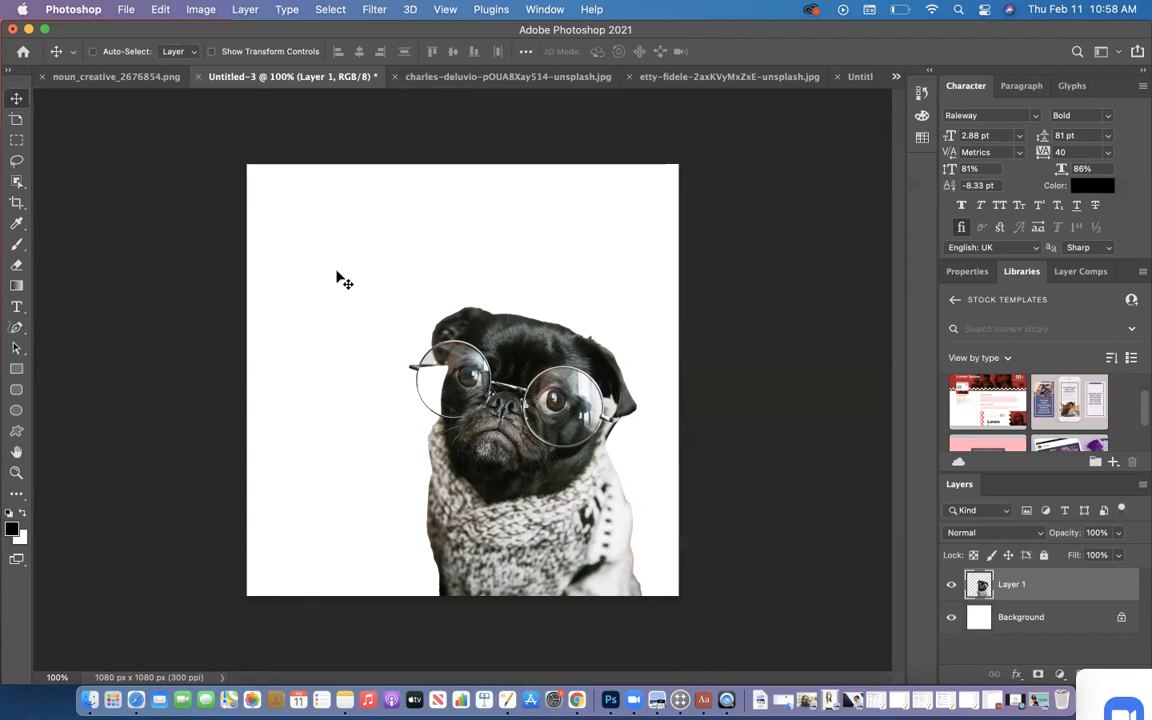 Photoshop File Edit Image Layer Type Select Filter 3D View Plugins Window Help Thu Feb 11 10:58 AM
Adobe Photoshop 2021
Auto-Select: Layer Show Transform Controls 3D Mode:
noun_creative_2676854.png Untitled-3 @ 100% (Layer 1, RGB/8) * charles-deluvio-pOUA8Xay514-unsplash.jpg etty-fidele-2axKVyMxZxE-unsplash.jpg Untitl
Character Paragraph Glyphs
Raleway Bold
2.88 pt 81 pt
Metrics 40
81% 86%
-8.33 pt Color:
English: UK Sharp
Properties Libraries Layer Comps
STOCK TEMPLATES
Search current library
View by type
Layers
Kind
Normal Opacity: 100%
Lock: Fill: 100%
Layer 1
Background
100% 1080 px x 1080 px (300 ppi)